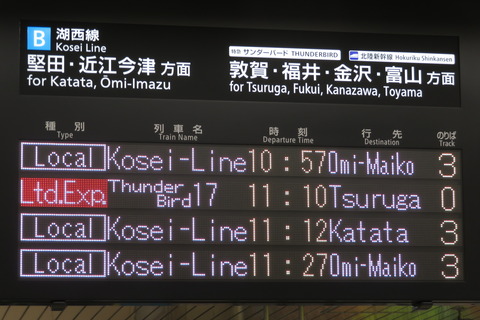 B 湖西線
Kosei Line
堅田・近江今津 方面
for Katata, Ōmi-Imazu
特急 サンダーバード THUNDERBIRD 北陸新幹線 Hokuriku Shinkansen
敦賀・福井・金沢・富山 方面
for Tsuruga, Fukui, Kanazawa, Toyama
種別 列車名 時刻 行先 のりば
Type Train Name Departure Time Destination Track
Local Kosei-Line 10:57 Omi-Maiko 3
Ltd.Exp. Thunder Bird 17 11:10 Tsuruga 0
Local Kosei-Line 11:12 Katata 3
Local Kosei-Line 11:27 Omi-Maiko 3